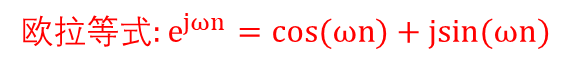 欧拉等式: e^{jωn} = cos(ωn) + jsin(ωn)